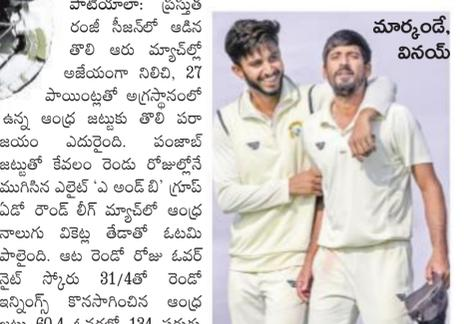 పాటియాలా: ప్రస్తుత
రంజీ సీజన్‌లో ఆడిన
తొలి ఆరు మ్యాచ్‌ల్లో
అజేయంగా నిలిచి, 27
పాయింట్లతో అగ్రస్థానంలో
ఉన్న ఆంధ్ర జట్టుకు తొలి పరా
జయం ఎదురైంది. పంజాబ్
జట్టుతో కేవలం రెండు రోజుల్లోనే
ముగిసిన ఎలైట్ ‘ఎ అండ్ బి’ గ్రూప్
ఏడో రౌండ్ లీగ్ మ్యాచ్‌లో ఆంధ్ర
నాలుగు వికెట్ల తేడాతో ఓటమి
పాలైంది. ఆట రెండో రోజు ఓవర్
నైట్ స్కోరు 31/4తో రెండో
ఇన్నింగ్స్ కొనసాగించిన ఆంధ్ర
మార్కండే,
వినయ్